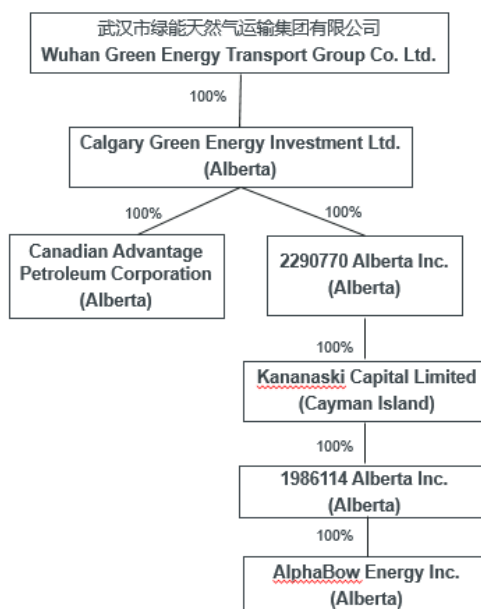 武汉市绿能天然气运输集团有限公司
Wuhan Green Energy Transport Group Co. Ltd.
100%
Calgary Green Energy Investment Ltd.
(Alberta)
100%
100%
Canadian Advantage
Petroleum Corporation
(Alberta)
2290770 Alberta Inc.
(Alberta)
100%
Kananaski Capital Limited
(Cayman Island)
100%
1986114 Alberta Inc.
(Alberta)
100%
AlphaBow Energy Inc.
(Alberta)